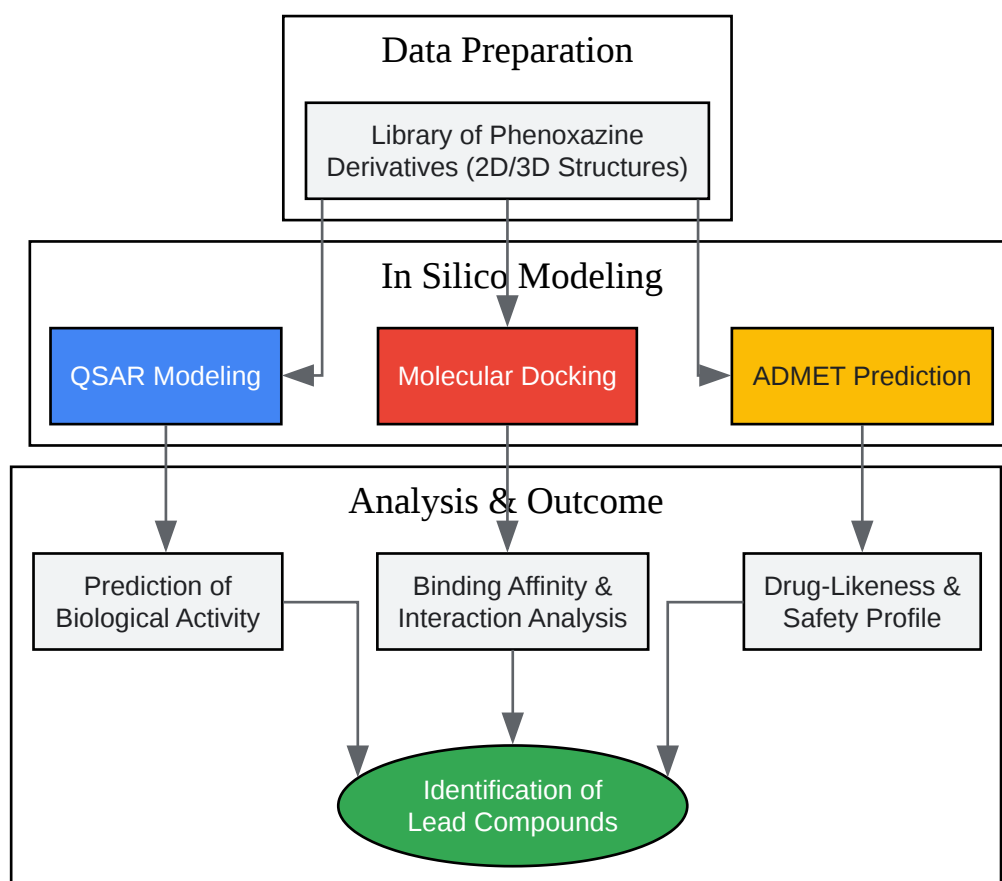 Data Preparation
Library of Phenoxazine
Derivatives (2D/3D Structures)
In Silico Modeling
QSAR Modeling
Molecular Docking
ADMET Prediction
Analysis & Outcome
Prediction of
Biological Activity
Binding Affinity &
Interaction Analysis
Drug-Likeness &
Safety Profile
Identification of
Lead Compounds